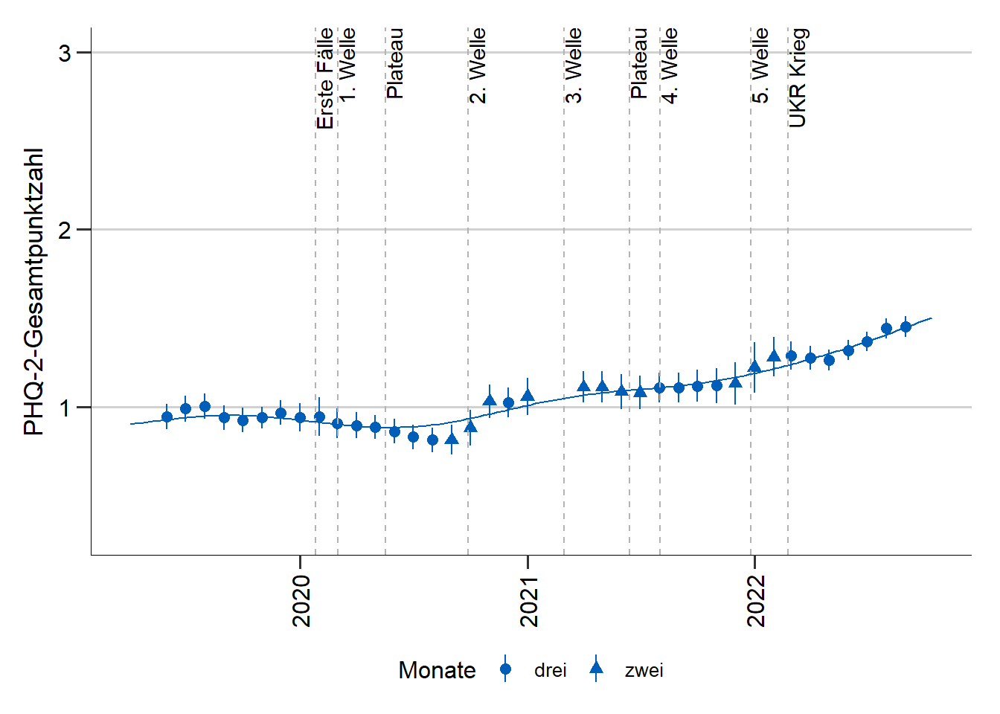 Erste Fälle
1. Welle
Plateau
2. Welle
3. Welle
Plateau
4. Welle
5. Welle
UKR Krieg
PHQ-2-Gesamtpunktzahl
3
2
1
2020
2021
2022
Monate drei zwei